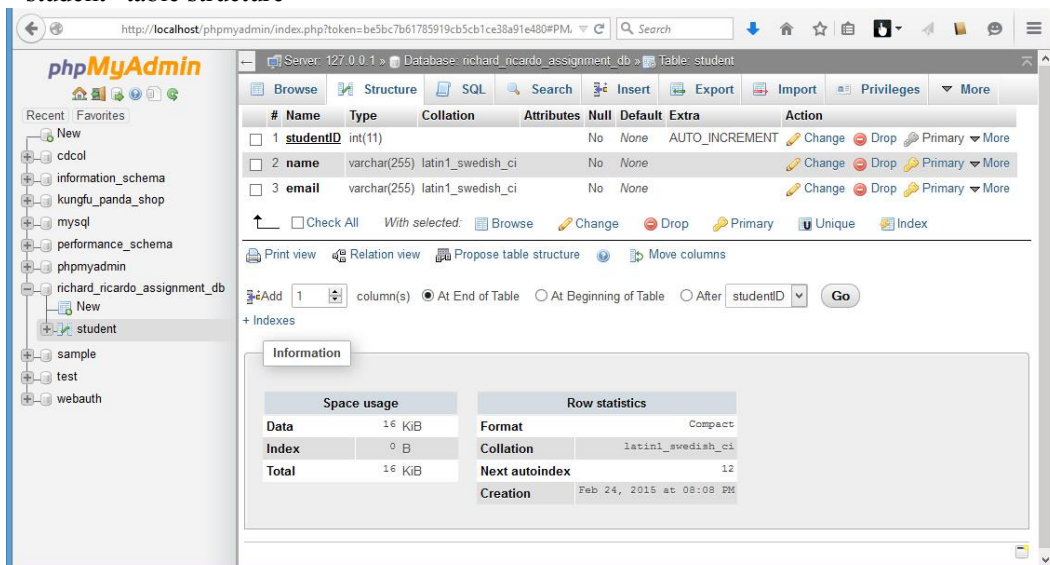 student table structure
http://localhost/phpmyadmin/index.php?token=be5bc7b61785919cb5cb1ce38a91e480#PM. Search
phpMyAdmin
Recent Favorites
New
cdcol
information_schema
kungfu_panda_shop
mysql
performance_schema
phpmyadmin
richard_ricardo_assignment_db
New
student
sample
test
webauth
Server: 127.0.0.1 » Database: richard_ricardo_assignment_db » Table: student
Browse Structure SQL Search Insert Export Import Privileges More
# Name Type Collation Attributes Null Default Extra Action
1 studentID int(11) No None AUTO_INCREMENT Change Drop Primary More
2 name varchar(255) latin1_swedish_ci No None Change Drop Primary More
3 email varchar(255) latin1_swedish_ci No None Change Drop Primary More
Check All With selected: Browse Change Drop Primary Unique Index
Print view Relation view Propose table structure Move columns
Add 1 column(s) At End of Table At Beginning of Table After studentID Go
+ Indexes
Information
Space usage
Data 16 KiB
Index 0 B
Total 16 KiB
Row statistics
Format Compact
Collation latin1_swedish_ci
Next autoindex 12
Creation Feb 24, 2015 at 08:08 PM